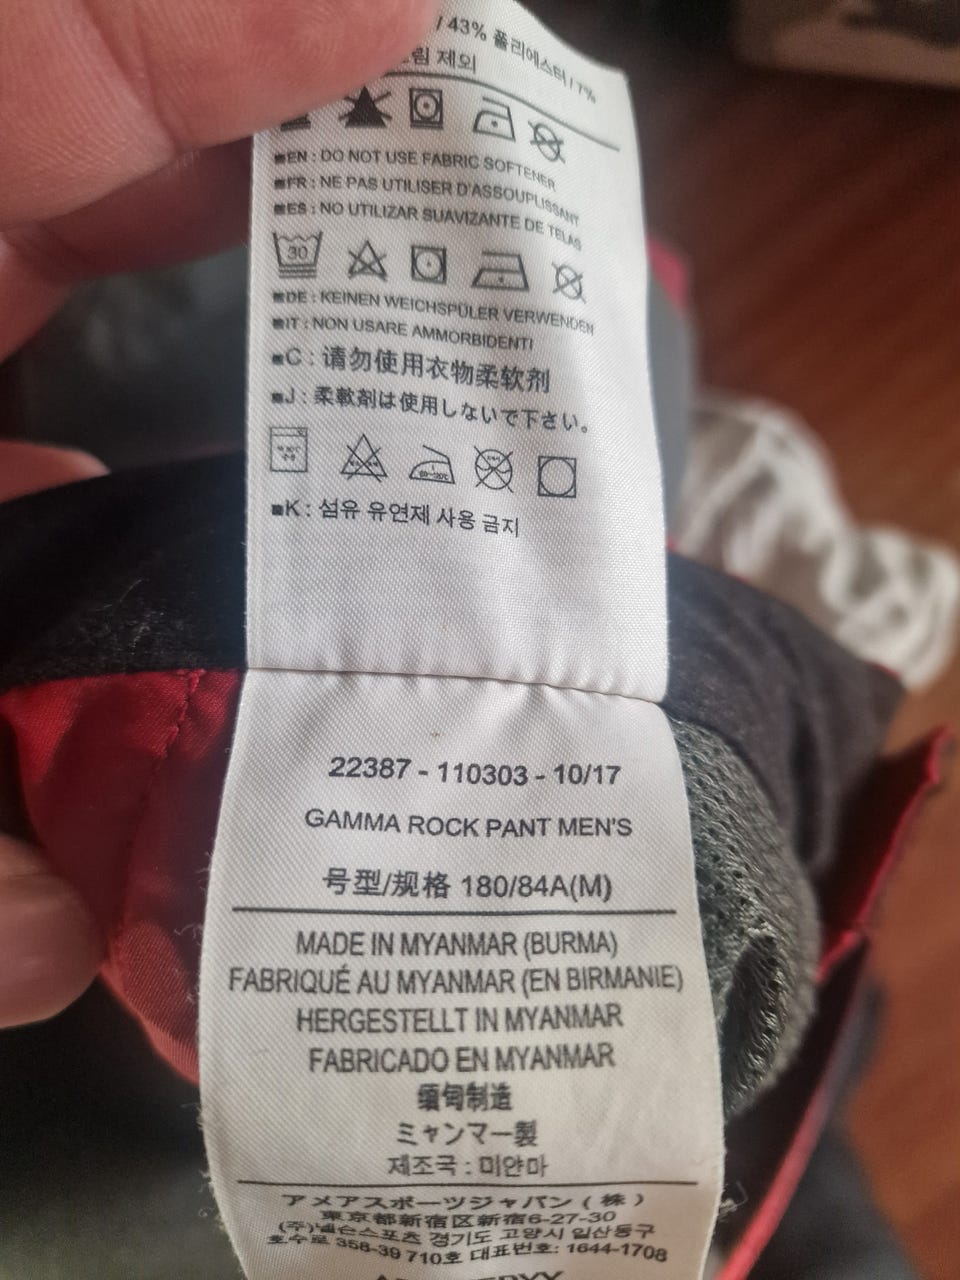 / 43% 폴리에스터 / 7%
제외
EN : DO NOT USE FABRIC SOFTENER
FR : NE PAS UTILISER D'ASSOUPLISSANT
ES : NO UTILIZAR SUAVIZANTE DE TELAS
30
DE : KEINEN WEICHSPÜLER VERWENDEN
IT : NON USARE AMMORBIDENTI
C : 请勿使用衣物柔软剂
J : 柔軟剤は使用しないで下さい。
80~120℃
K : 섬유 유연제 사용 금지
22387 - 110303 - 10/17
GAMMA ROCK PANT MEN'S
号型/规格 180/84A(M)
MADE IN MYANMAR (BURMA)
FABRIQUÉ AU MYANMAR (EN BIRMANIE)
HERGESTELLT IN MYANMAR
FABRICADO EN MYANMAR
缅甸制造
ミャンマー製
제조국 : 미얀마
アメアスポーツジャパン ( 株 )
東京都新宿区新宿6-27-30
(주)넬슨스포츠 경기도 고양시 일산동구
호수로 358-39 710호 대표번호: 1644-1708